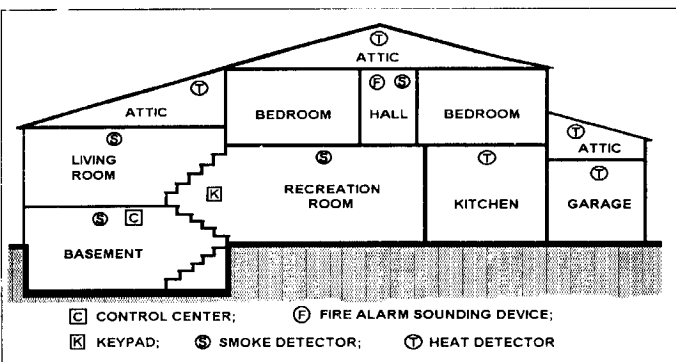 T
ATTIC
T
ATTIC
F S
BEDROOM HALL BEDROOM
T
ATTIC
S
LIVING
ROOM
S
RECREATION
ROOM
T
KITCHEN
T
GARAGE
K
S C
BASEMENT
C CONTROL CENTER; F FIRE ALARM SOUNDING DEVICE;
K KEYPAD; S SMOKE DETECTOR; T HEAT DETECTOR